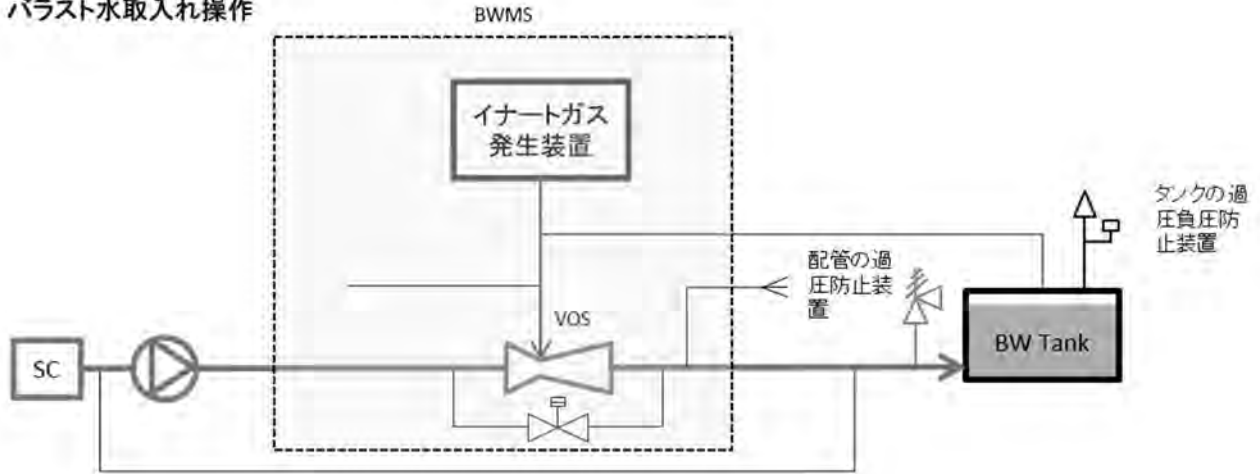 バラスト水取入れ操作
BWMS
イナートガス
発生装置
タンクの過
圧負圧防
止装置
配管の過
圧防止装
置
VOS
SC
BW Tank